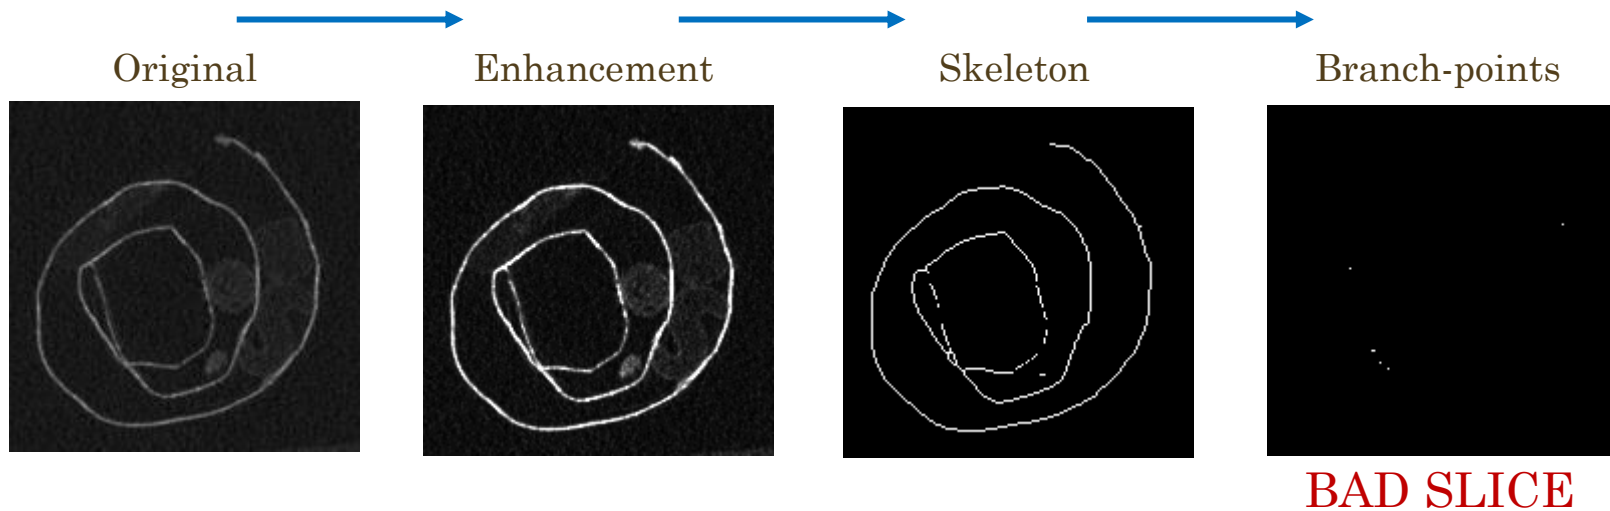 Original
Enhancement
Skeleton
Branch-points
BAD SLICE